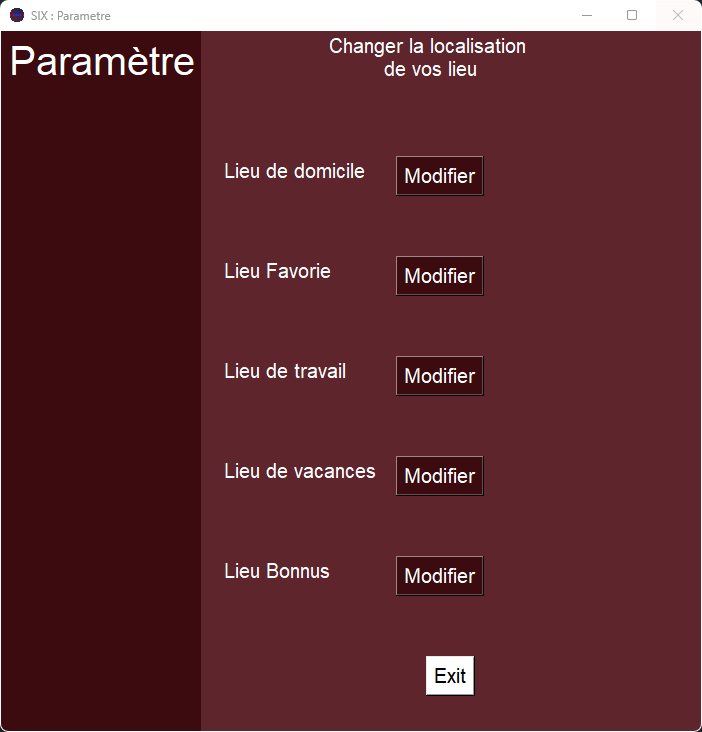 SIX : Parametre
Paramètre
Changer la localisation
de vos lieu
Lieu de domicile
Modifier
Lieu Favorie
Modifier
Lieu de travail
Modifier
Lieu de vacances
Modifier
Lieu Bonnus
Modifier
Exit